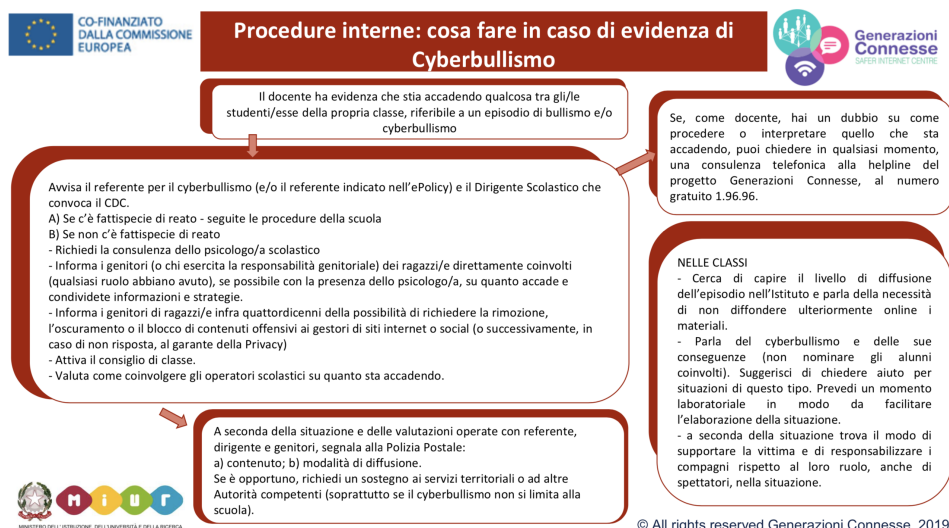 CO-FINANZIATO
DALLA COMMISSIONE
EUROPEA
Procedure interne: cosa fare in caso di evidenza di
Cyberbullismo
Generazioni
Connesse
SAFER INTERNET CENTRE
Il docente ha evidenza che stia accadendo qualcosa tra gli/le
studenti/esse della propria classe, riferibile a un episodio di bullismo e/o
cyberbullismo
Se, come docente, hai un dubbio su come
procedere o interpretare quello che sta
accadendo, puoi chiedere in qualsiasi momento,
una consulenza telefonica alla helpline del
progetto Generazioni Connesse, al numero
gratuito 1.96.96.
Avvisa il referente per il cyberbullismo (e/o il referente indicato nell'ePolicy) e il Dirigente Scolastico che
convoca il CDC.
A) Se c'è fattispecie di reato - seguite le procedure della scuola
B) Se non c'è fattispecie di reato
- Richiedi la consulenza dello psicologo/a scolastico
- Informa i genitori (o chi esercita la responsabilità genitoriale) dei ragazzi/e direttamente coinvolti
(qualsiasi ruolo abbiano avuto), se possibile con la presenza dello psicologo/a, su quanto accade e
condividete informazioni e strategie.
- Informa i genitori di ragazzi/e infra quattordicenni della possibilità di richiedere la rimozione,
l'oscuramento o il blocco di contenuti offensivi ai gestori di siti internet o social (o successivamente, in
caso di non risposta, al garante della Privacy)
- Attiva il consiglio di classe.
- Valuta come coinvolgere gli operatori scolastici su quanto sta accadendo.
NELLE CLASSI
- Cerca di capire il livello di diffusione
dell'episodio nell'Istituto e parla della necessità
di non diffondere ulteriormente online i
materiali.
- Parla del cyberbullismo e delle sue
conseguenze (non nominare gli alunni
coinvolti). Suggerisci di chiedere aiuto per
situazioni di questo tipo. Prevedi un momento
laboratoriale in modo da facilitare
l'elaborazione della situazione.
- a seconda della situazione trova il modo di
supportare la vittima e di responsabilizzare i
compagni rispetto al loro ruolo, anche di
spettatori, nella situazione.
A seconda della situazione e delle valutazioni operate con referente,
dirigente e genitori, segnala alla Polizia Postale:
a) contenuto; b) modalità di diffusione.
Se è opportuno, richiedi un sostegno ai servizi territoriali o ad altre
Autorità competenti (soprattutto se il cyberbullismo non si limita alla
scuola).
miur
MINISTERO DELL'ISTRUZIONE, DELL'UNIVERSITÀ E DELLA RICERCA
© All rights reserved Generazioni Connesse 2019